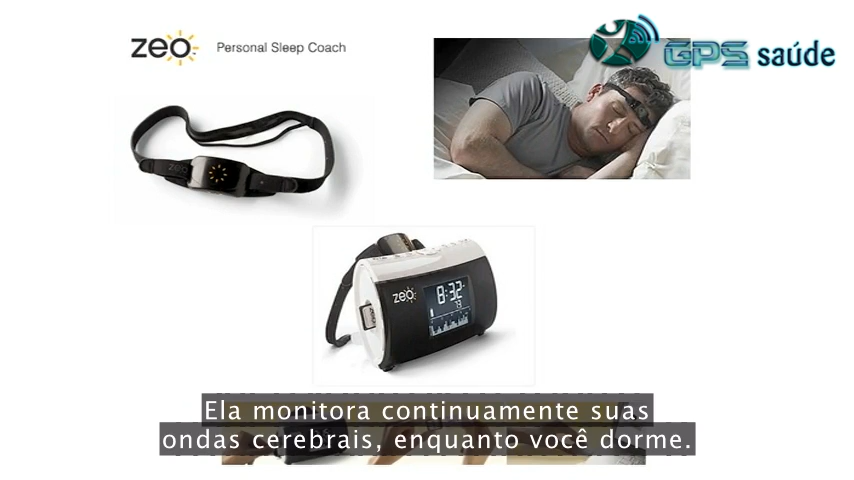 zeo
Personal Sleep Coach
GPS saúde
zeo
zeo
8:32
Ela monitora continuamente suas
ondas cerebrais, enquanto você dorme.